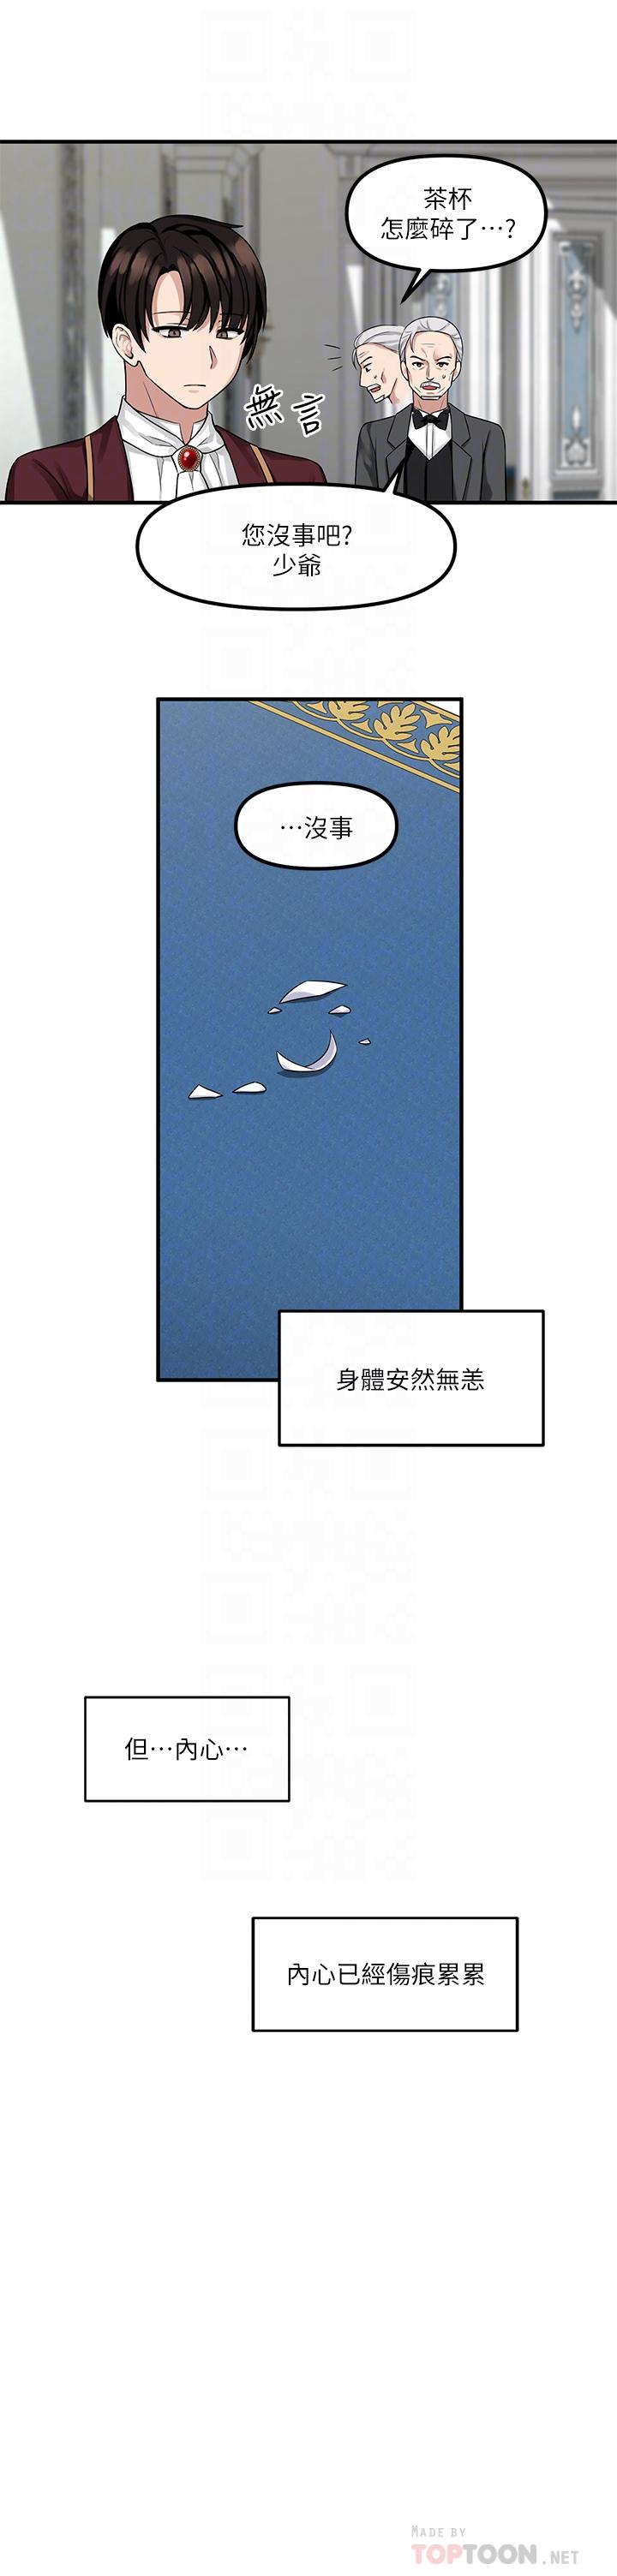 茶杯
怎麼碎了…?
無言
您沒事吧?
少爺
…沒事
身體安然無恙
但…內心…
內心已經傷痕累累
MADE BY
TOPTOON.NET